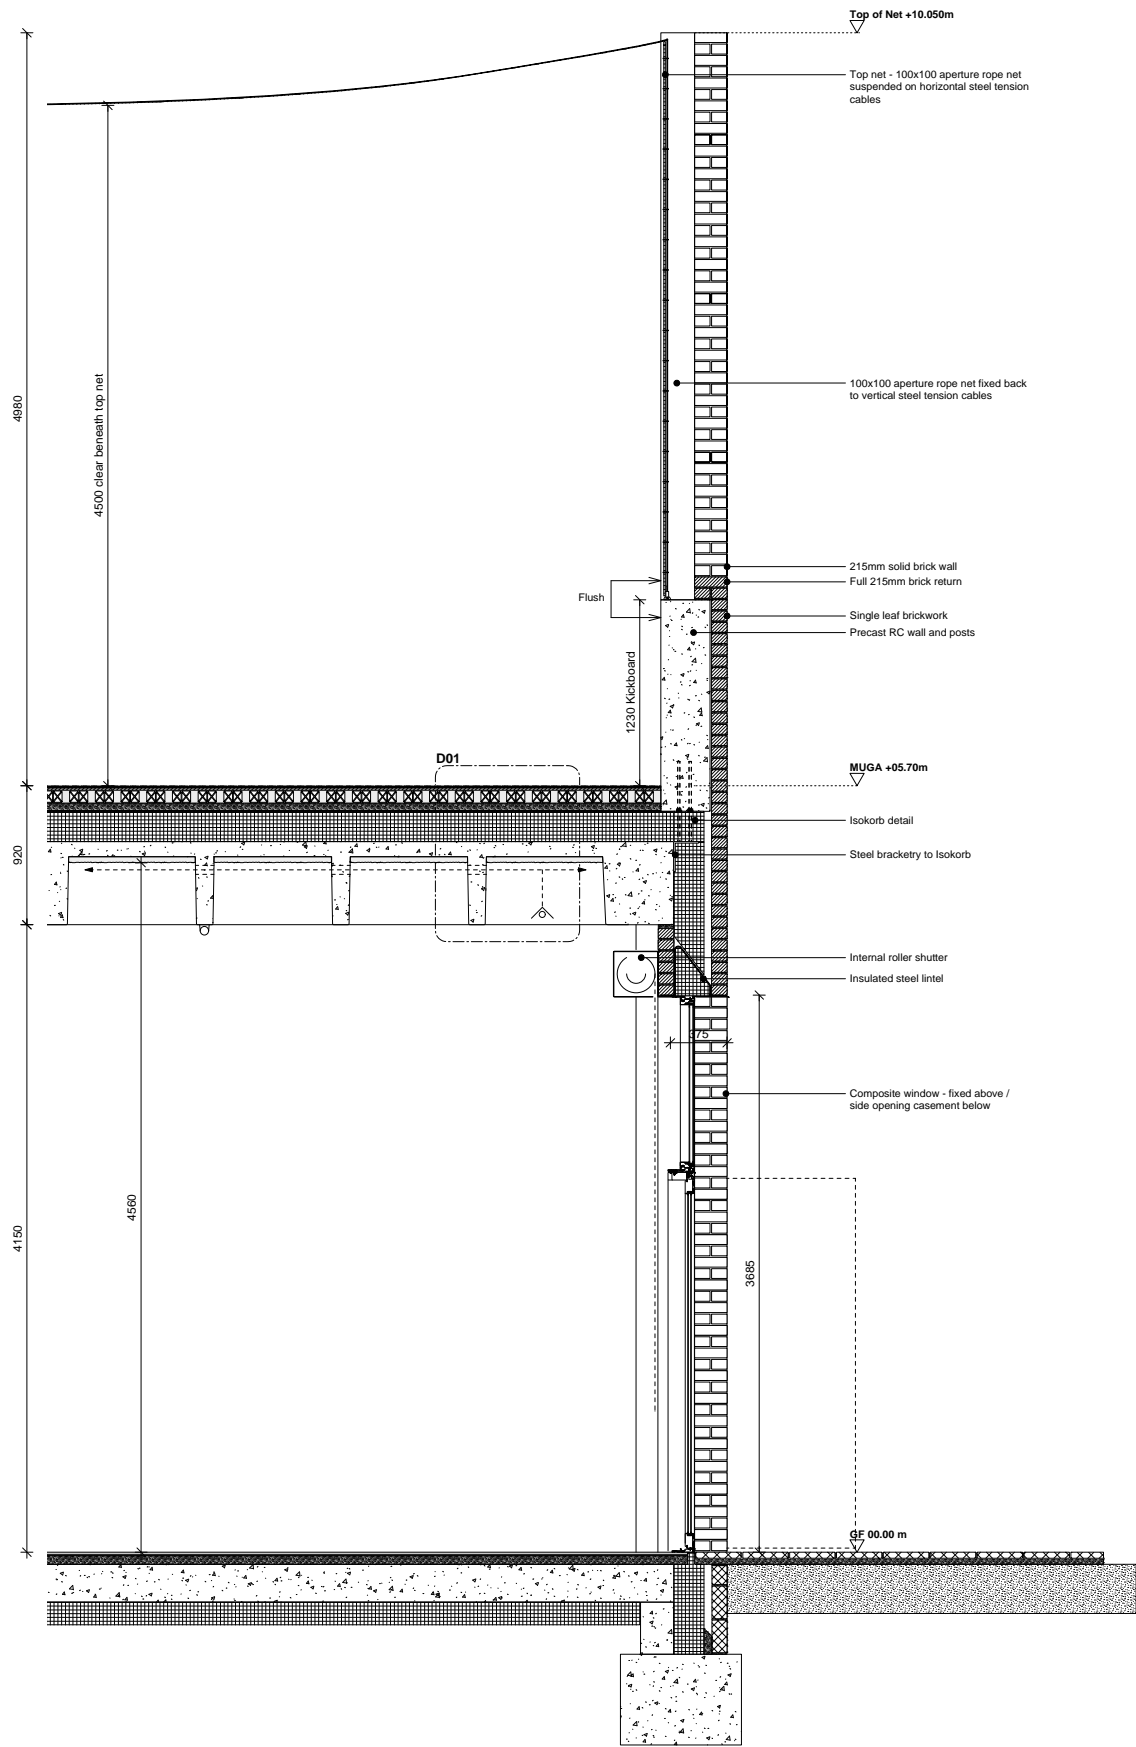 Top of Net +10.050m
Top net - 100x100 aperture rope net
suspended on horizontal steel tension
cables
4980
4500 clear beneath top net
100x100 aperture rope net fixed back
to vertical steel tension cables
215mm solid brick wall
Full 215mm brick return
Flush
Single leaf brickwork
Precast RC wall and posts
1230 Kickboard
D01
MUGA +05.70m
Isokorb detail
920
Steel bracketry to Isokorb
Internal roller shutter
Insulated steel lintel
375
Composite window - fixed above /
side opening casement below
4560
4150
3685
GF 00.00 m